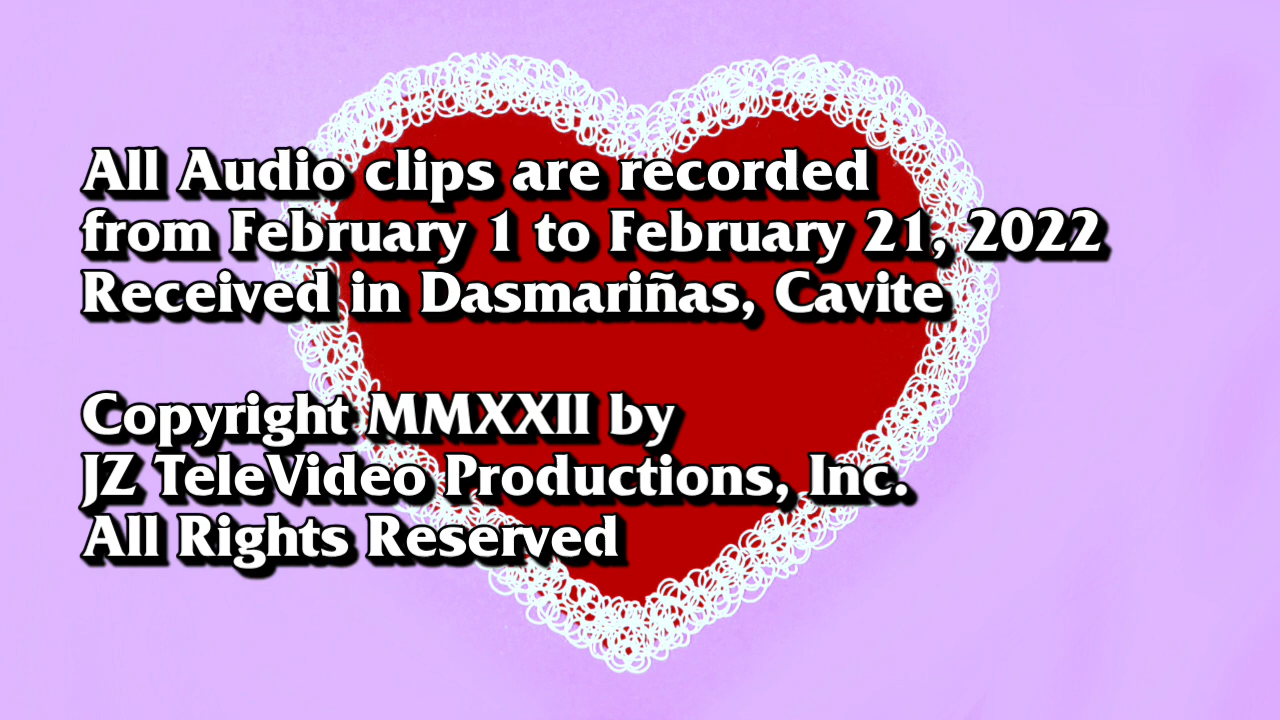 All Audio clips are recorded
from February 1 to February 21, 2022
Received in Dasmariñas, Cavite
Copyright MMXXII by
JZ TeleVideo Productions, Inc.
All Rights Reserved